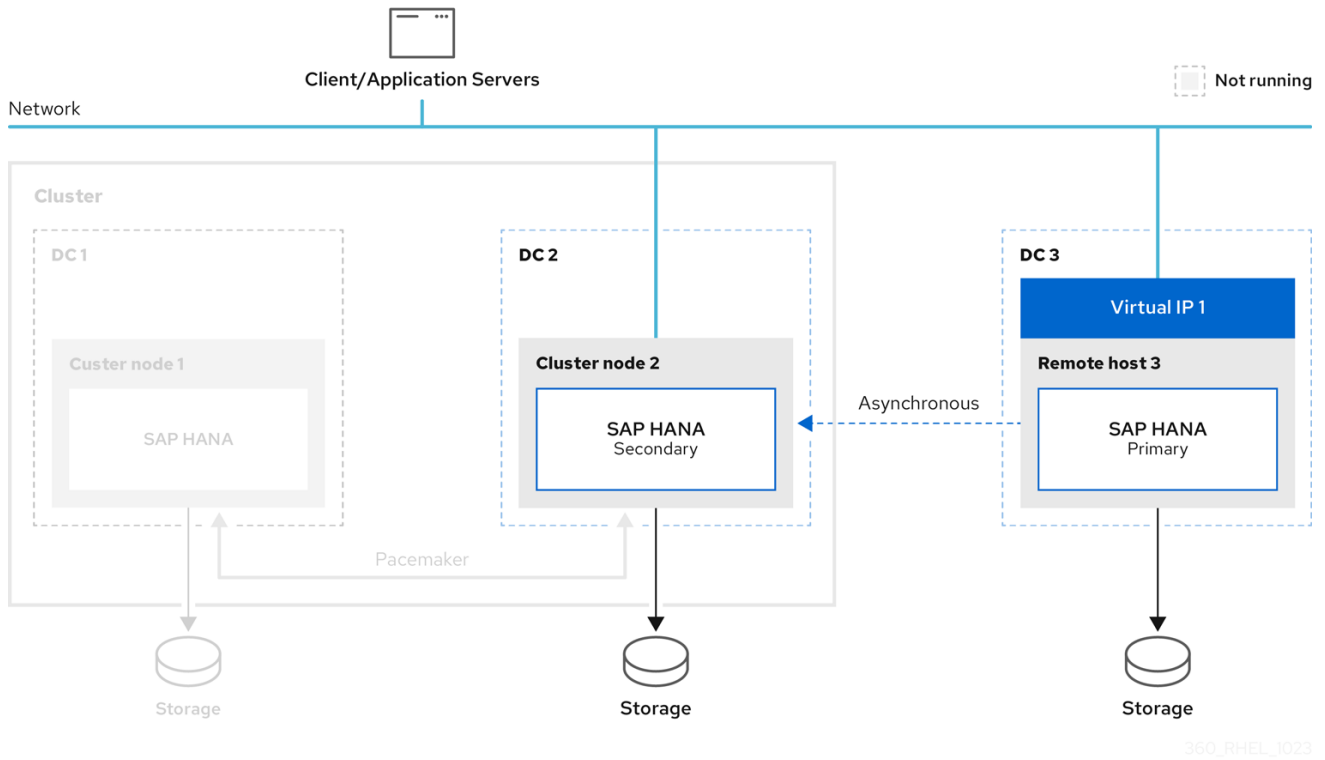 Client/Application Servers
Not running
Network
Cluster
DC 1
DC 2
DC 3
Virtual IP 1
Custer node 1
Cluster node 2
Remote host 3
Asynchronous
SAP HANA
SAP HANA
Secondary
SAP HANA
Primary
Pacemaker
Storage
Storage
Storage
360_RHEL_1023